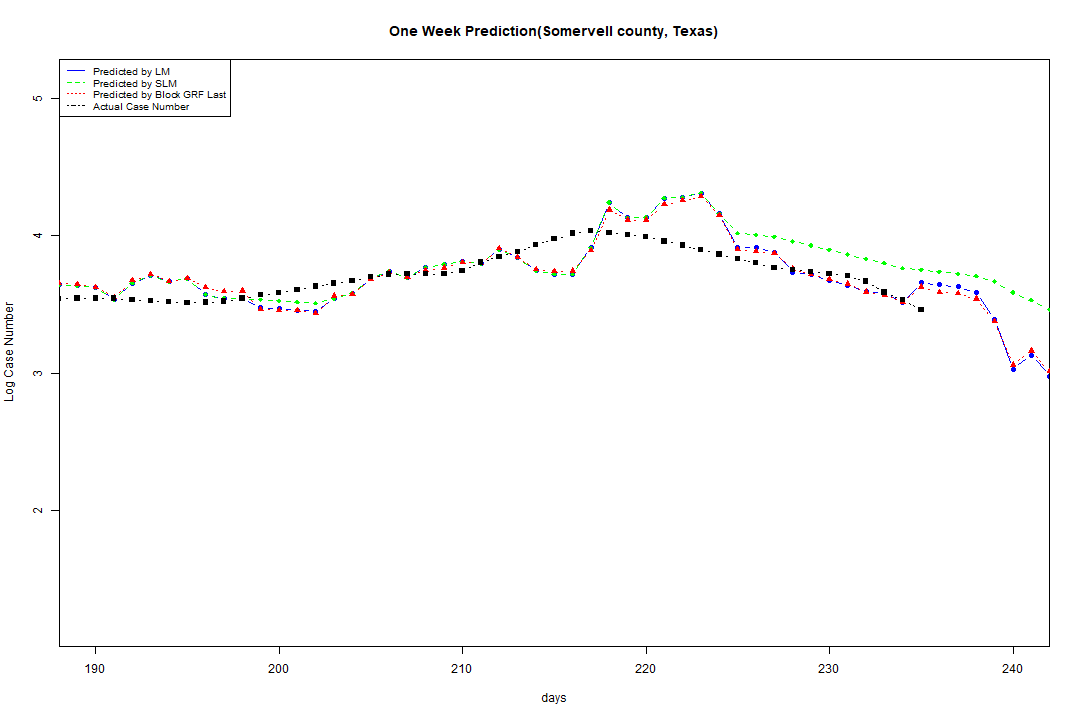 One Week Prediction(Somervell county, Texas)
Predicted by LM
Predicted by SLM
Predicted by Block GRF Last
Actual Case Number
5
4
3
2
Log Case Number
190 200 210 220 230 240
days